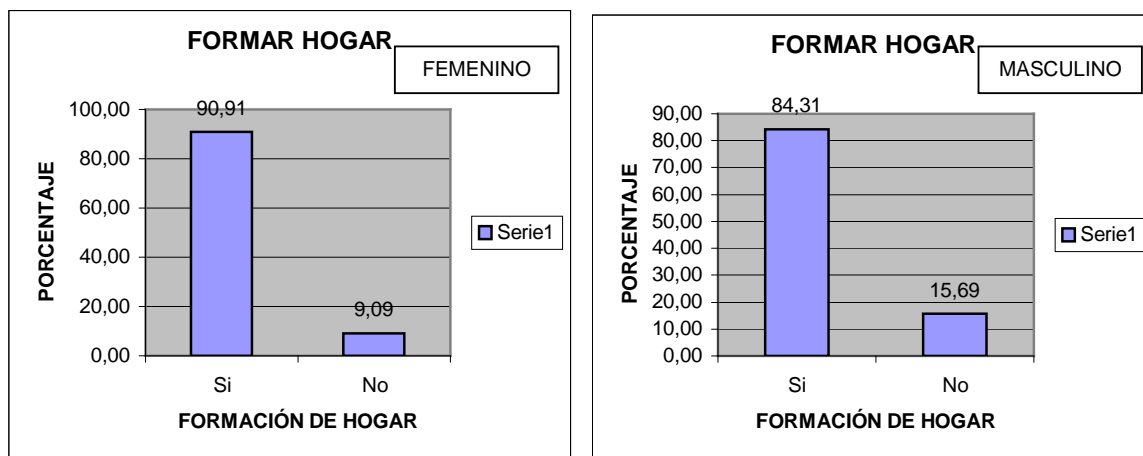 FORMAR HOGAR
FEMENINO
100,00
80,00
60,00
40,00
20,00
0,00
PORCENTAJE
90,91
9,09
Si
No
FORMACIÓN DE HOGAR
Serie1
FORMAR HOGAR
MASCULINO
90,00
80,00
70,00
60,00
50,00
40,00
30,00
20,00
10,00
0,00
PORCENTAJE
84,31
15,69
Si
No
FORMACIÓN DE HOGAR
Serie1